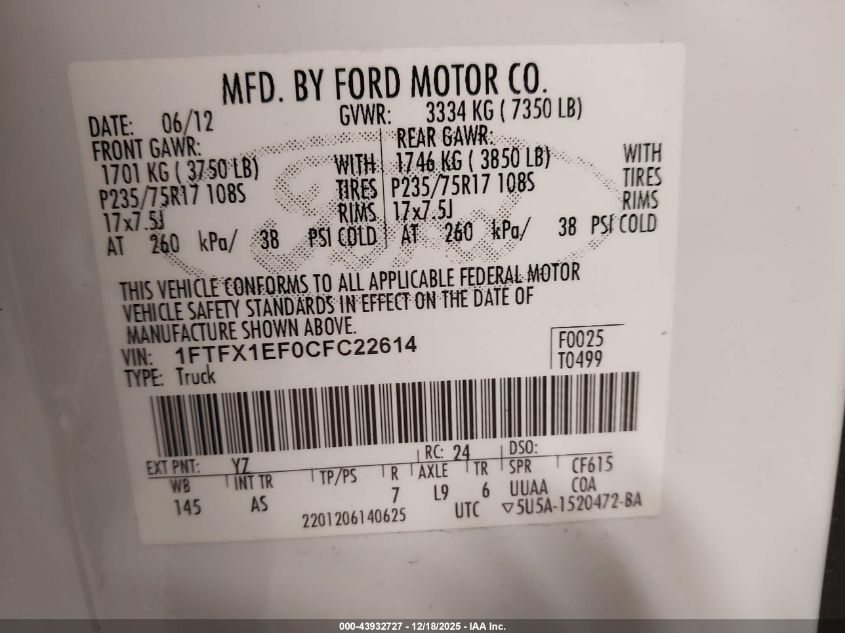 MFD. BY FORD MOTOR CO.
DATE: 06/12 GVWR: 3334 KG ( 7350 LB)
FRONT GAWR: REAR GAWR:
1701 KG ( 3750 LB) WITH 1746 KG ( 3850 LB) WITH
P235/75R17 108S TIRES P235/75R17 108S TIRES
17x7.5J RIMS 17x7.5J RIMS
AT 260 kPa/ 38 PSI COLD AT 260 kPa/ 38 PSI COLD
THIS VEHICLE CONFORMS TO ALL APPLICABLE FEDERAL MOTOR
VEHICLE SAFETY STANDARDS IN EFFECT ON THE DATE OF
MANUFACTURE SHOWN ABOVE.
VIN: 1FTFX1EF0CFC22614 F0025
TYPE: Truck T0499
EXT PNT: YZ RC: 24 DSO:
WB INT TR TP/PS R AXLE TR SPR CF615
145 AS 7 L9 6 UUAA COA
2201206140625 UTC ▽5U5A-1520472-BA
000-43932727 - 12/18/2025 - IAA Inc.